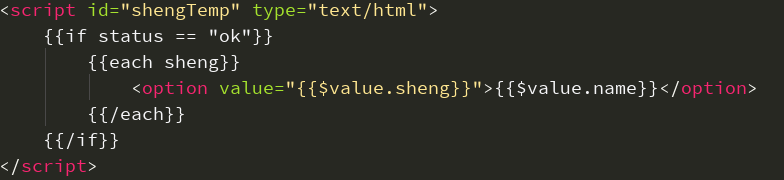 <script id="shengTemp" type="text/html">
    {{if status == "ok"}}
        {{each sheng}}
            <option value="{{$value.sheng}}">{{$value.name}}</option>
        {{/each}}
    {{/if}}
</script>